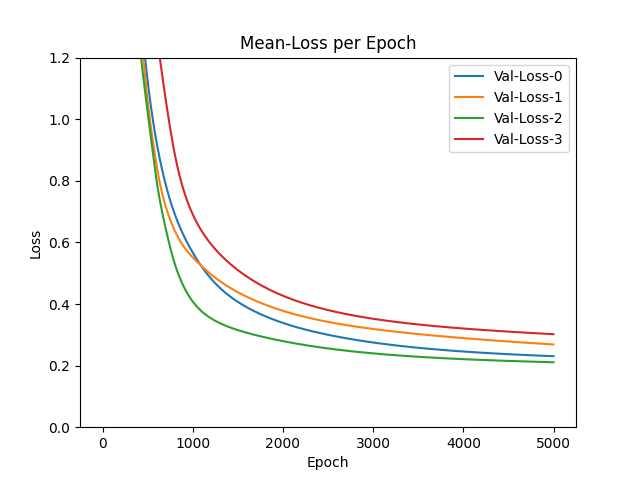 Mean-Loss per Epoch
1.2
1.0
0.8
0.6
0.4
0.2
0.0
Loss
Val-Loss-0
Val-Loss-1
Val-Loss-2
Val-Loss-3
0 1000 2000 3000 4000 5000
Epoch